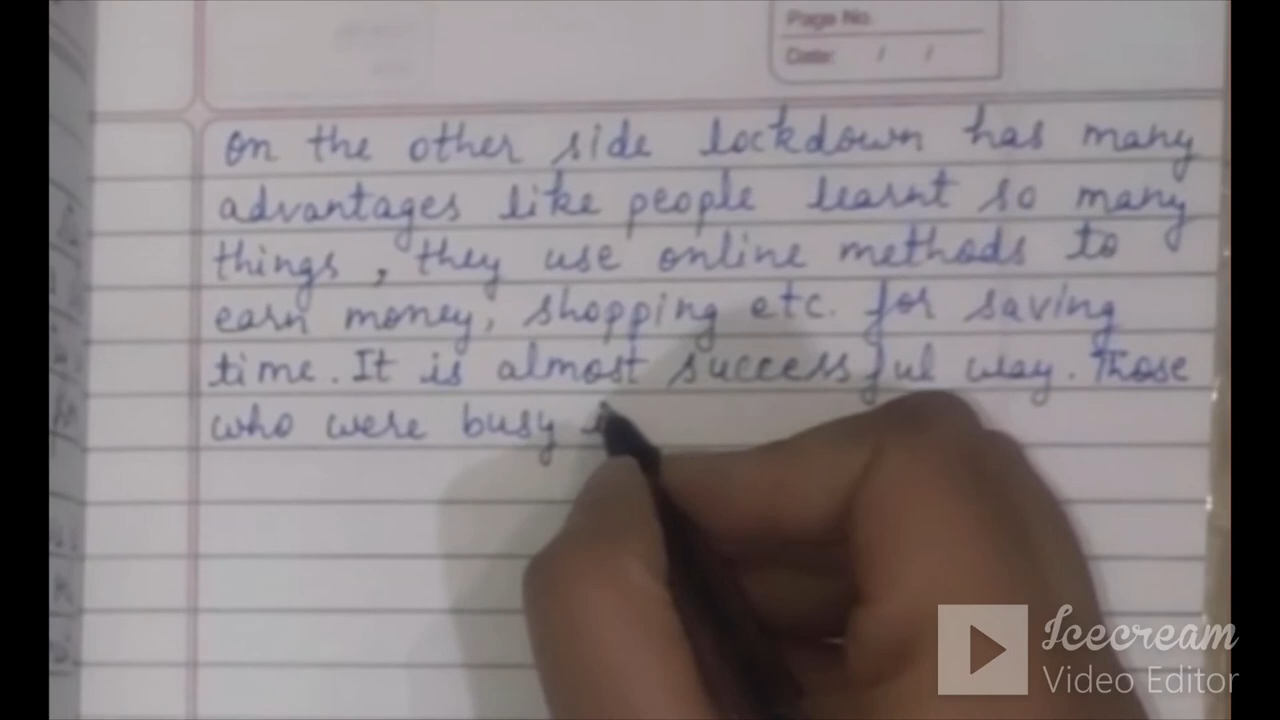 Page No.
Date: / /
On the other side lockdown has many
advantages like people learnt so many
things, they use online methods to
earn money, shopping etc. for saving
time. It is almost successful way. Those
who were busy
Icecream
Video Editor